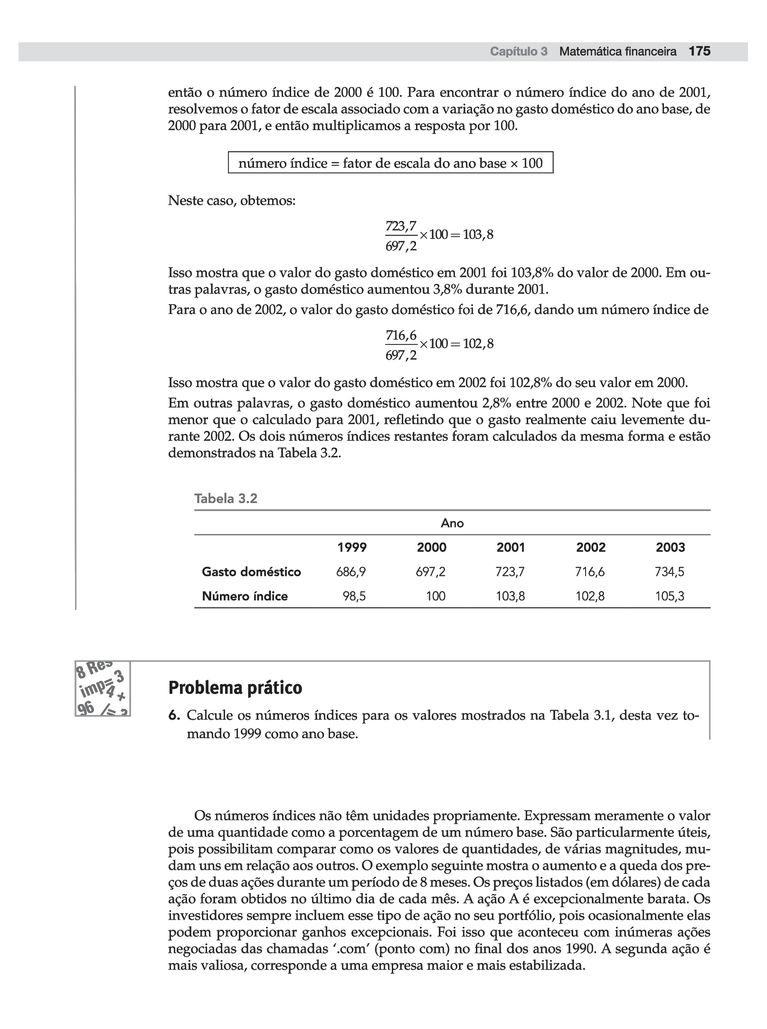 Capítulo 3 Matemática financeira 175
então o número índice de 2000 é 100. Para encontrar o número índice do ano de 2001,
resolvemos o fator de escala associado com a variação no gasto doméstico do ano base, de
2000 para 2001, e então multiplicamos a resposta por 100.
número índice = fator de escala do ano base × 100
Neste caso, obtemos:
723,7
697,2
×100 = 103,8
Isso mostra que o valor do gasto doméstico em 2001 foi 103,8% do valor de 2000. Em ou-
tras palavras, o gasto doméstico aumentou 3,8% durante 2001.
Para o ano de 2002, o valor do gasto doméstico foi de 716,6, dando um número índice de
716,6
697,2
×100 = 102,8
Isso mostra que o valor do gasto doméstico em 2002 foi 102,8% do seu valor em 2000.
Em outras palavras, o gasto doméstico aumentou 2,8% entre 2000 e 2002. Note que foi
menor que o calculado para 2001, refletindo que o gasto realmente caiu levemente du-
rante 2002. Os dois números índices restantes foram calculados da mesma forma e estão
demonstrados na Tabela 3.2.
Tabela 3.2
Ano
1999 2000 2001 2002 2003
Gasto doméstico 686,9 697,2 723,7 716,6 734,5
Número índice 98,5 100 103,8 102,8 105,3
8 Res
imp= 3
4 +
96 /= 2
Problema prático
6. Calcule os números índices para os valores mostrados na Tabela 3.1, desta vez to-
mando 1999 como ano base.
Os números índices não têm unidades propriamente. Expressam meramente o valor
de uma quantidade como a porcentagem de um número base. São particularmente úteis,
pois possibilitam comparar como os valores de quantidades, de várias magnitudes, mu-
dam uns em relação aos outros. O exemplo seguinte mostra o aumento e a queda dos pre-
ços de duas ações durante um período de 8 meses. Os preços listados (em dólares) de cada
ação foram obtidos no último dia de cada mês. A ação A é excepcionalmente barata. Os
investidores sempre incluem esse tipo de ação no seu portfólio, pois ocasionalmente elas
podem proporcionar ganhos excepcionais. Foi isso que aconteceu com inúmeras ações
negociadas das chamadas ‘.com’ (ponto com) no final dos anos 1990. A segunda ação é
mais valiosa, corresponde a uma empresa maior e mais estabilizada.